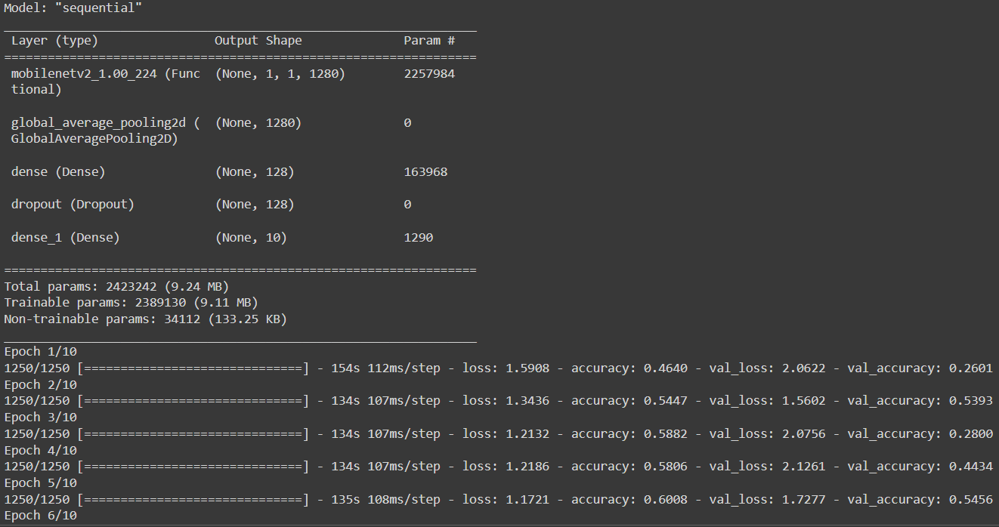 Model: "sequential"
_________________________________________________________________
Layer (type) Output Shape Param #
=================================================================
mobilenetv2_1.00_224 (Func (None, 1, 1, 1280) 2257984
tional)
global_average_pooling2d ( (None, 1280) 0
GlobalAveragePooling2D)
dense (Dense) (None, 128) 163968
dropout (Dropout) (None, 128) 0
dense_1 (Dense) (None, 10) 1290
=================================================================
Total params: 2423242 (9.24 MB)
Trainable params: 2389130 (9.11 MB)
Non-trainable params: 34112 (133.25 KB)
_________________________________________________________________
Epoch 1/10
1250/1250 [==============================] - 154s 112ms/step - loss: 1.5908 - accuracy: 0.4640 - val_loss: 2.0622 - val_accuracy: 0.2601
Epoch 2/10
1250/1250 [==============================] - 134s 107ms/step - loss: 1.3436 - accuracy: 0.5447 - val_loss: 1.5602 - val_accuracy: 0.5393
Epoch 3/10
1250/1250 [==============================] - 134s 107ms/step - loss: 1.2132 - accuracy: 0.5882 - val_loss: 2.0756 - val_accuracy: 0.2800
Epoch 4/10
1250/1250 [==============================] - 134s 107ms/step - loss: 1.2186 - accuracy: 0.5806 - val_loss: 2.1261 - val_accuracy: 0.4434
Epoch 5/10
1250/1250 [==============================] - 135s 108ms/step - loss: 1.1721 - accuracy: 0.6008 - val_loss: 1.7277 - val_accuracy: 0.5456
Epoch 6/10